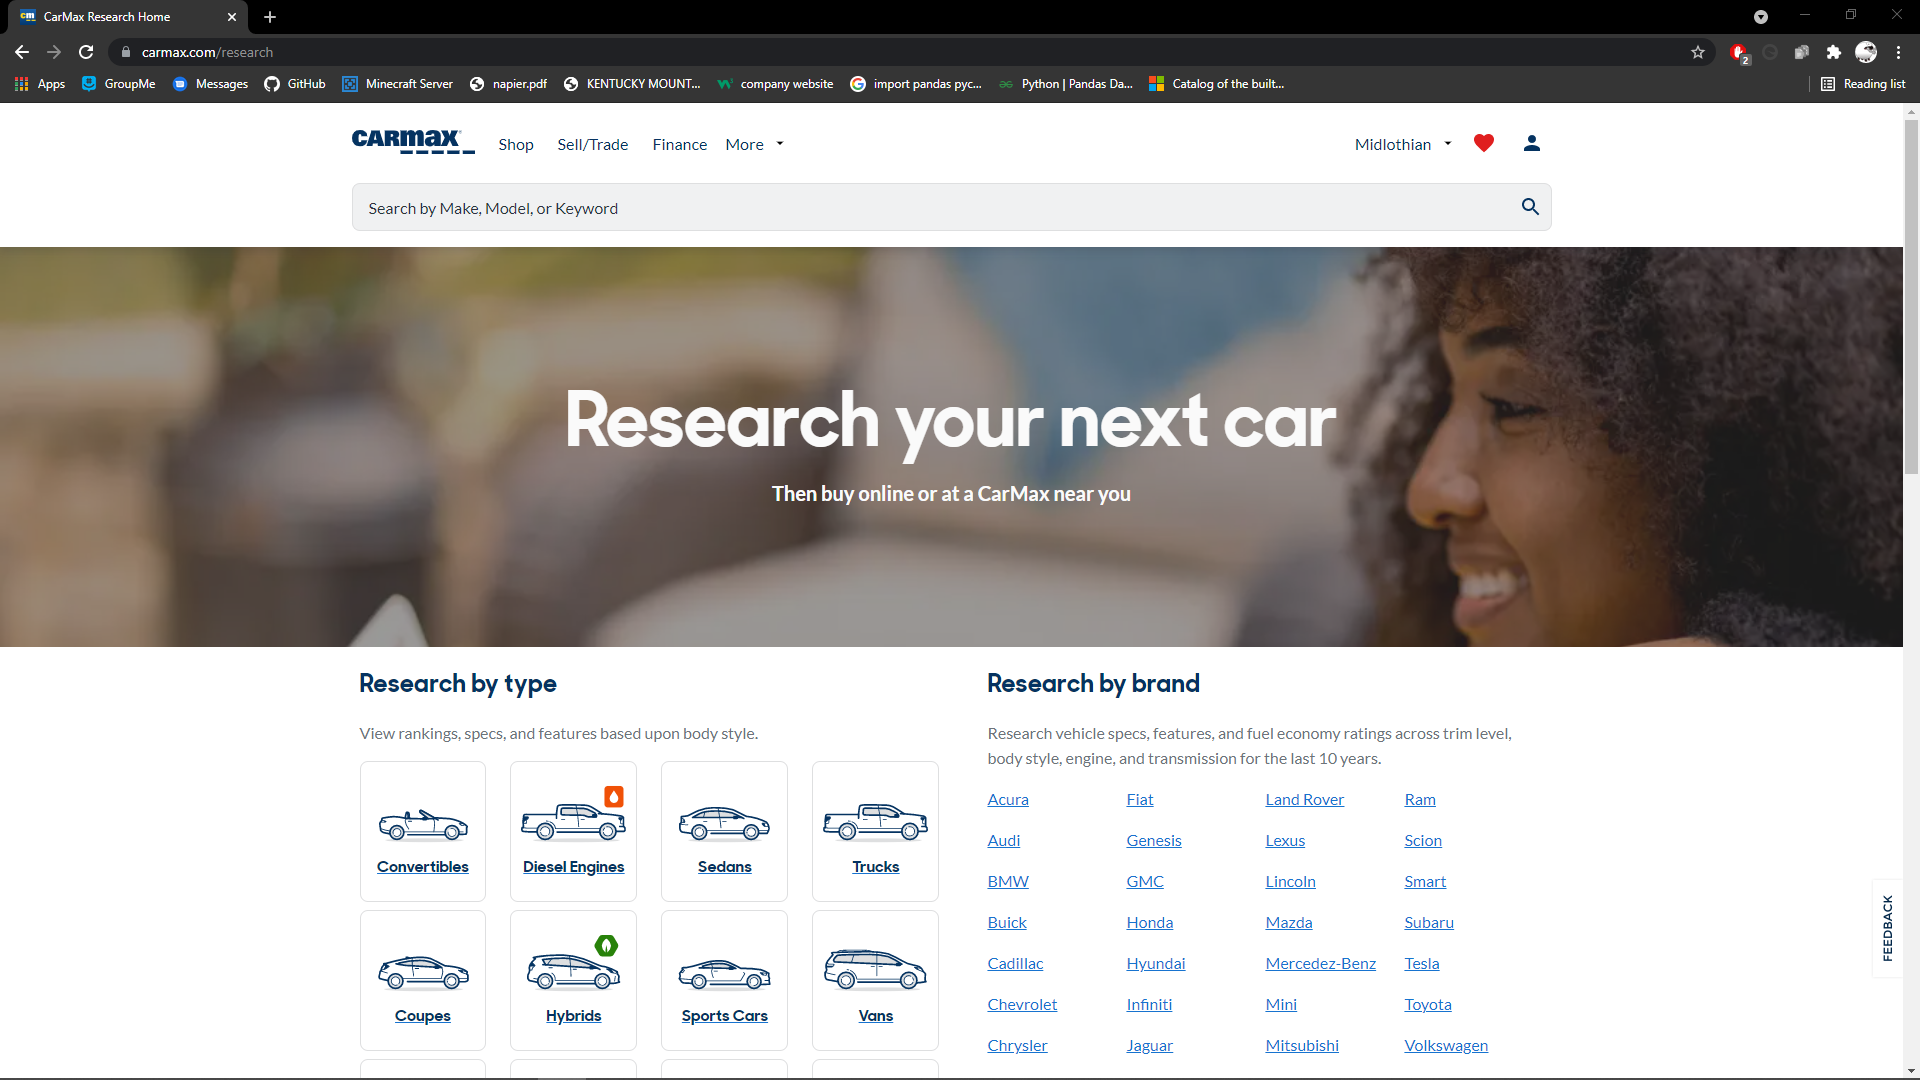 CarMax Research Home
carmax.com/research
2
Apps
GroupMe
Messages
GitHub
Minecraft Server
napier.pdf
KENTUCKY MOUNT...
company website
import pandas pyc...
Python | Pandas Da...
Catalog of the built...
Reading list
CARMAX
Shop
Sell/Trade
Finance
More
Midlothian
Search by Make, Model, or Keyword
Research your next car
Then buy online or at a CarMax near you
Research by type
View rankings, specs, and features based upon body style.
Convertibles
Diesel Engines
Sedans
Trucks
Coupes
Hybrids
Sports Cars
Vans
Research by brand
Research vehicle specs, features, and fuel economy ratings across trim level,
body style, engine, and transmission for the last 10 years.
Acura
Fiat
Land Rover
Ram
Audi
Genesis
Lexus
Scion
BMW
GMC
Lincoln
Smart
Buick
Honda
Mazda
Subaru
Cadillac
Hyundai
Mercedez-Benz
Tesla
Chevrolet
Infiniti
Mini
Toyota
Chrysler
Jaguar
Mitsubishi
Volkswagen
FEEDBACK